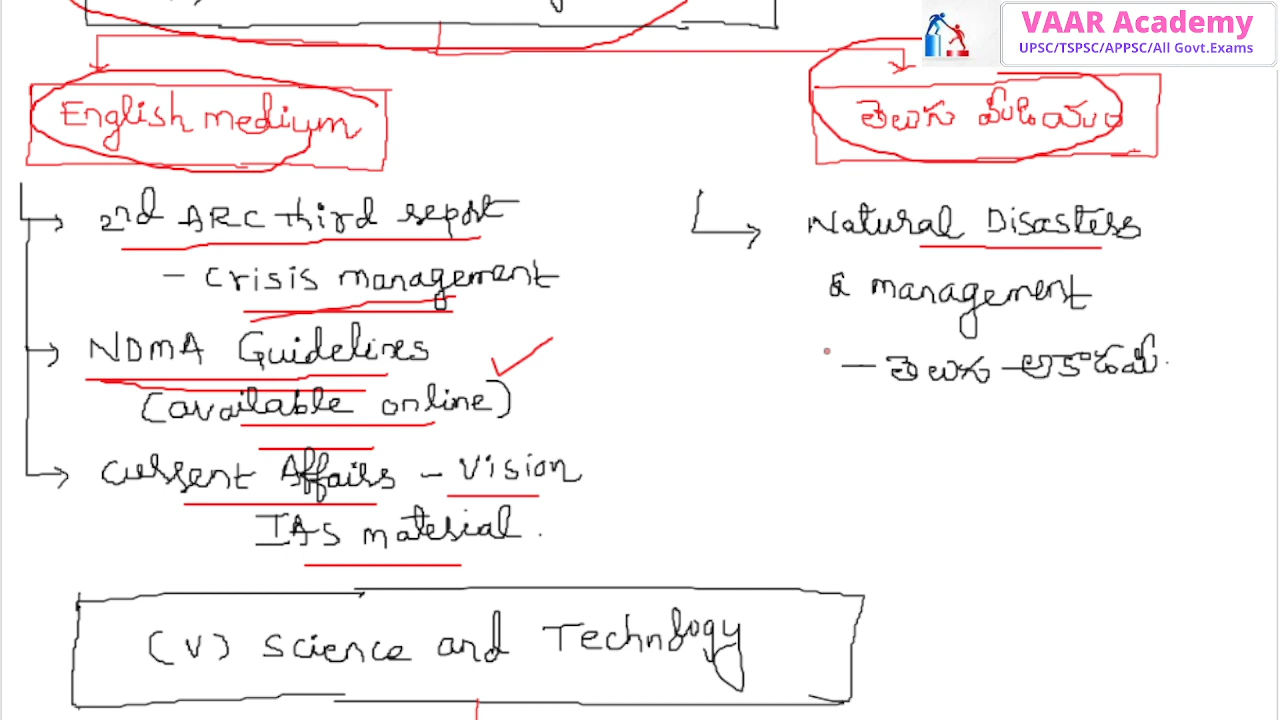 VAAR Academy
UPSC/TSPSC/APPSC/All Govt.Exams
English medium
తెలుగు మీడియం
2nd ARC third report
- Crisis management
NDMA Guidelines
(available online)
Current Affairs - Vision
IAS material.
Natural Disasters
& management
- తెలుగు అకాడమీ.
(V) Science and Technology